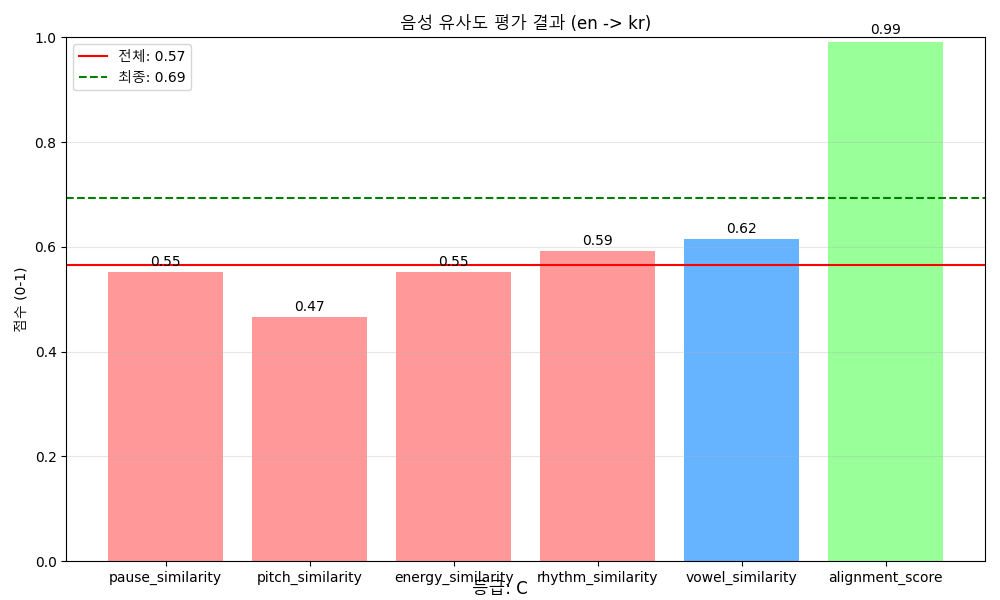 음성 유사도 평가 결과 (en -> kr)
전체: 0.57
최종: 0.69
점수 (0-1)
1.0
0.8
0.6
0.4
0.2
0.0
0.55
0.47
0.55
0.59
0.62
0.99
pause_similarity
pitch_similarity
energy_similarity
rhythm_similarity
vowel_similarity
alignment_score
등급: C